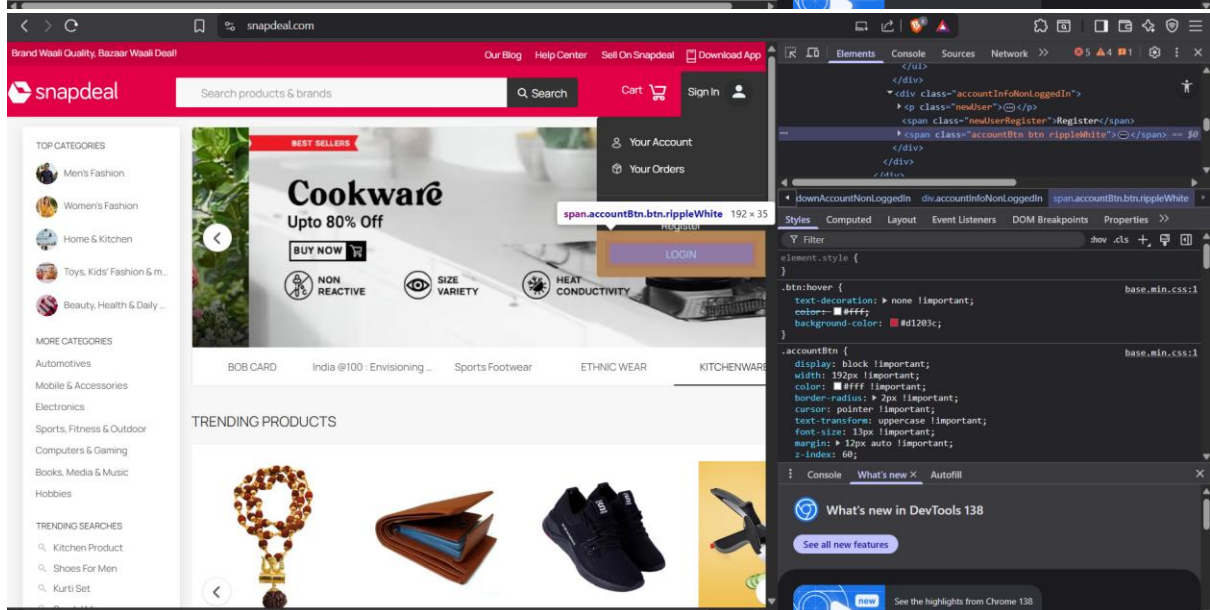 snapdeal.com
Brand Waali Quality, Bazaar Waali Deal!
Our Blog Help Center Sell On Snapdeal Download App
snapdeal
Search products & brands
Search
Cart
Sign In
Your Account
Your Orders
Register
LOGIN
span.accountBtn.btn.rippleWhite 192 × 35
TOP CATEGORIES
Men's Fashion
Women's Fashion
Home & Kitchen
Toys, Kids' Fashion & m...
Beauty, Health & Daily ...
MORE CATEGORIES
Automotives
Mobile & Accessories
Electronics
Sports, Fitness & Outdoor
Computers & Gaming
Books, Media & Music
Hobbies
TRENDING SEARCHES
Kitchen Product
Shoes For Men
Kurti Set
BEST SELLERS
Cookware
Upto 80% Off
BUY NOW
NON REACTIVE
SIZE VARIETY
HEAT CONDUCTIVITY
BOB CARD India @100 : Envisioning ... Sports Footwear ETHNIC WEAR KITCHENWARE
TRENDING PRODUCTS
Elements Console Sources Network 5 4 1
</ul>
</div>
<div class="accountInfoNonLoggedIn">
<p class="newUser">…</p>
<span class="newUserRegister">Register</span>
<span class="accountBtn btn rippleWhite">…</span> == $0
</div>
</div>
</div>
downAccountNonLoggedIn div.accountInfoNonLoggedIn span.accountBtn.btn.rippleWhite
Styles Computed Layout Event Listeners DOM Breakpoints Properties
Filter :hov .cls
element.style {
}
.btn:hover { base.min.css:1
text-decoration: none !important;
color: #fff;
background-color: #d1203c;
}
.accountBtn { base.min.css:1
display: block !important;
width: 192px !important;
color: #fff !important;
border-radius: 2px !important;
cursor: pointer !important;
text-transform: uppercase !important;
font-size: 13px !important;
margin: 12px auto !important;
z-index: 60;
Console What's new Autofill
What's new in DevTools 138
See all new features
new
See the highlights from Chrome 138